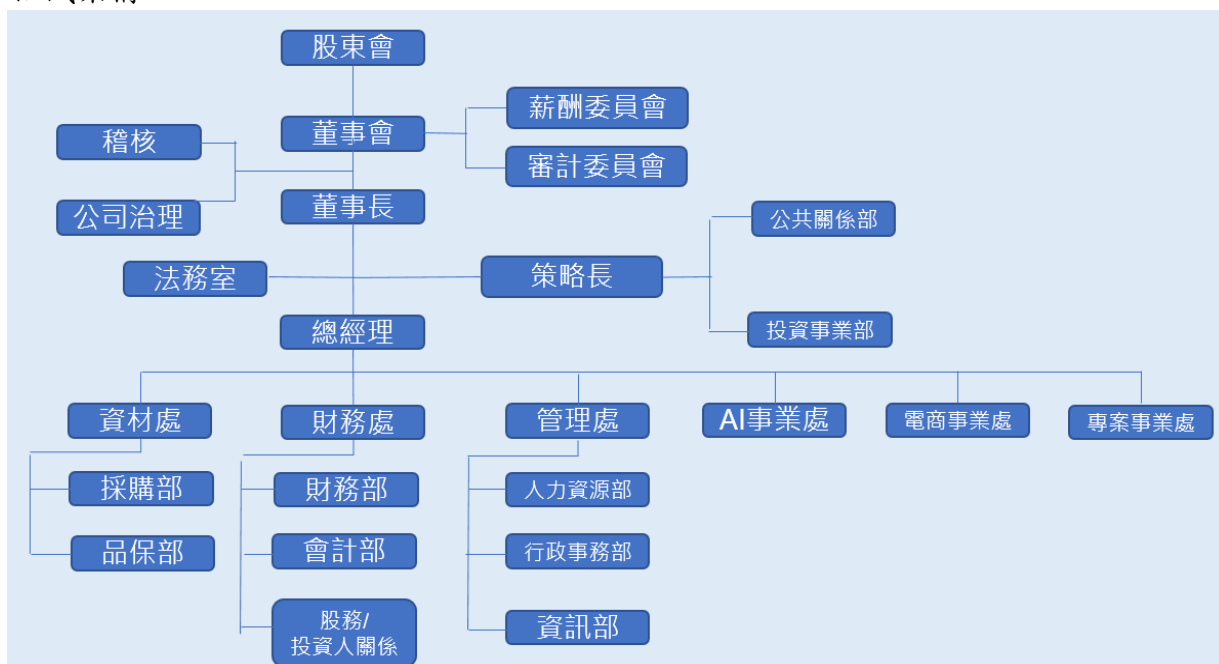 股東會
薪酬委員會
董事會
稽核
審計委員會
公司治理
董事長
公共關係部
法務室
策略長
總經理
投資事業部
資材處
財務處
管理處
AI事業處
電商事業處
專案事業處
採購部
財務部
人力資源部
品保部
會計部
行政事務部
股務/
投資人關係
資訊部